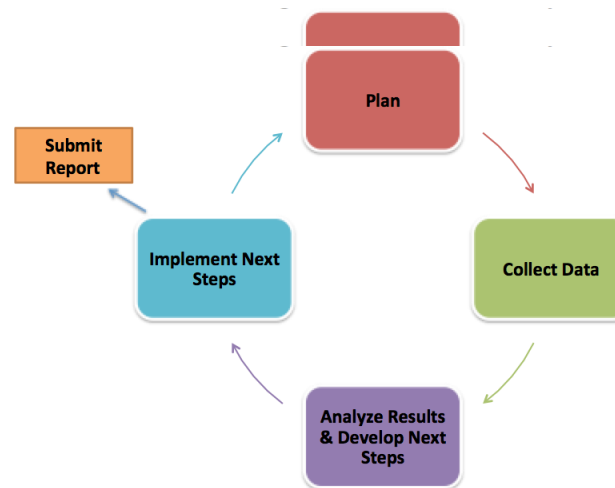 Plan
Submit
Report
Implement Next
Steps
Collect Data
Analyze Results
& Develop Next
Steps